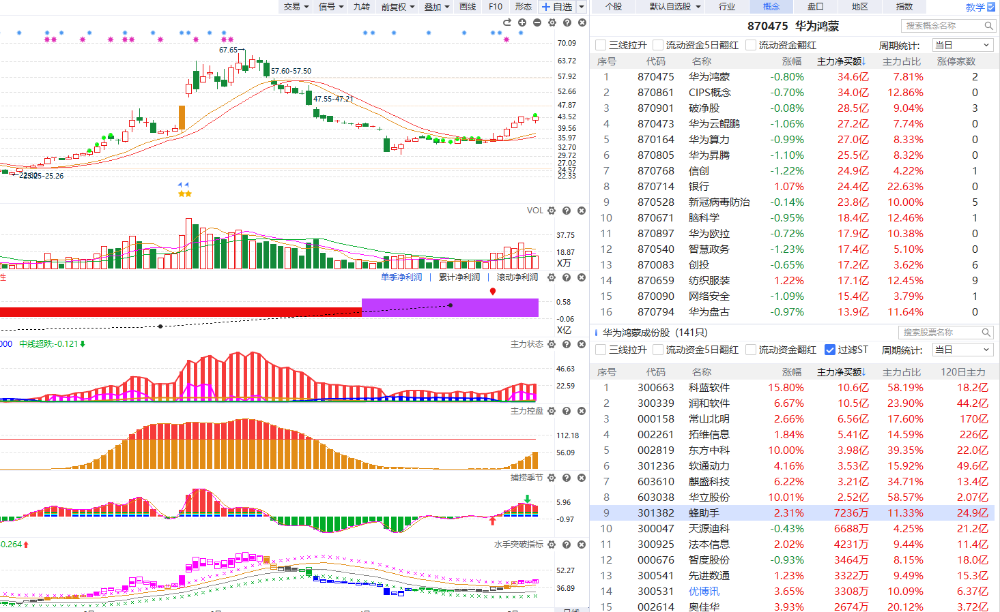 交易 信号 九转 前复权 叠加 画线 F10 形态 自选
67.65
57.60-57.50
47.55-47.21
25.25-25.26
70.09
63.72
57.92
52.66
47.87
43.52
39.56
35.97
32.70
29.72
27.02
24.57
22.33
VOL
37.75
18.87
X万
性 单季净利润 | 累计净利润 | 滚动净利润
0.58
-0.06
X亿
000 中线超跌:-0.121 主力状态
46.63
22.59
主力控盘
112.18
56.09
捕捞季节
5.96
-0.97
0.264 水手突破指标
52.27
36.89
个股 默认自选股 行业 概念 盘口 地区 指数 教学
870475 华为鸿蒙 搜索概念名称
三线拉升 流动资金5日翻红 流动资金翻红 周期统计: 当日
序号 代码 名称 涨幅 主力净买额↓ 主力占比 涨停家数
1 870475 华为鸿蒙 -0.80% 34.6亿 7.81% 2
2 870861 CIPS概念 -0.70% 34.0亿 12.86% 0
3 870901 破净股 -0.08% 28.5亿 9.04% 3
4 870473 华为云鲲鹏 -1.06% 27.2亿 7.74% 0
5 870164 华为算力 -0.99% 27.0亿 8.33% 0
6 870805 华为昇腾 -1.10% 25.5亿 8.32% 0
7 870768 信创 -1.22% 24.9亿 4.22% 1
8 870714 银行 1.07% 24.4亿 22.63% 0
9 870528 新冠病毒防治 -0.14% 23.8亿 10.00% 5
10 870671 脑科学 -0.95% 18.4亿 12.46% 1
11 870897 华为欧拉 -0.72% 17.9亿 10.38% 0
12 870540 智慧政务 -1.23% 17.4亿 5.10% 0
13 870083 创投 -0.65% 17.2亿 3.62% 6
14 870659 纺织服装 1.22% 17.1亿 12.45% 9
15 870090 网络安全 -1.09% 15.4亿 3.79% 1
16 870794 华为盘古 -0.97% 13.9亿 11.64% 0
华为鸿蒙成份股 (141只) 搜索股票名称
三线拉升 流动资金5日翻红 流动资金翻红 过滤ST 周期统计: 当日
序号 代码 名称 涨幅 主力净买额↓ 主力占比 120日主力
1 300663 科蓝软件 15.80% 10.6亿 58.19% 18.2亿
2 300339 润和软件 6.67% 10.5亿 23.90% 44.2亿
3 000158 常山北明 2.66% 6.56亿 17.60% 170亿
4 002261 拓维信息 1.84% 5.41亿 14.59% 226亿
5 002819 东方中科 10.00% 3.98亿 39.35% 22.0亿
6 301236 软通动力 4.16% 3.53亿 15.92% 49.6亿
7 603610 麒盛科技 6.22% 3.21亿 34.71% 13.4亿
8 603038 华立股份 10.01% 2.52亿 58.57% 2.07亿
9 301382 蜂助手 2.31% 7236万 11.33% 24.9亿
10 300047 天源迪科 -0.43% 6688万 4.25% 21.2亿
11 300925 法本信息 2.02% 4231万 9.44% 11.4亿
12 000676 智度股份 -0.93% 3464万 8.15% 18.0亿
13 300541 先进数通 1.23% 3322万 9.49% 15.3亿
14 300531 优博讯 3.65% 3308万 10.09% 6.37亿
15 002614 奥佳华 3.93% 2674万 20.12% 3.72亿